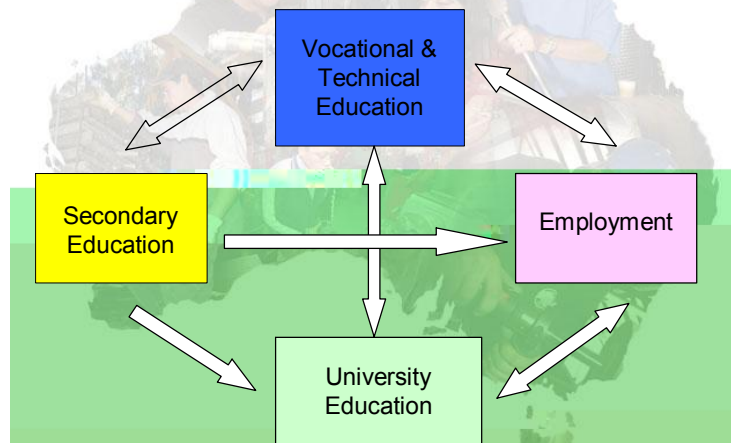 Vocational &
Technical
Education
Secondary
Education
Employment
University
Education